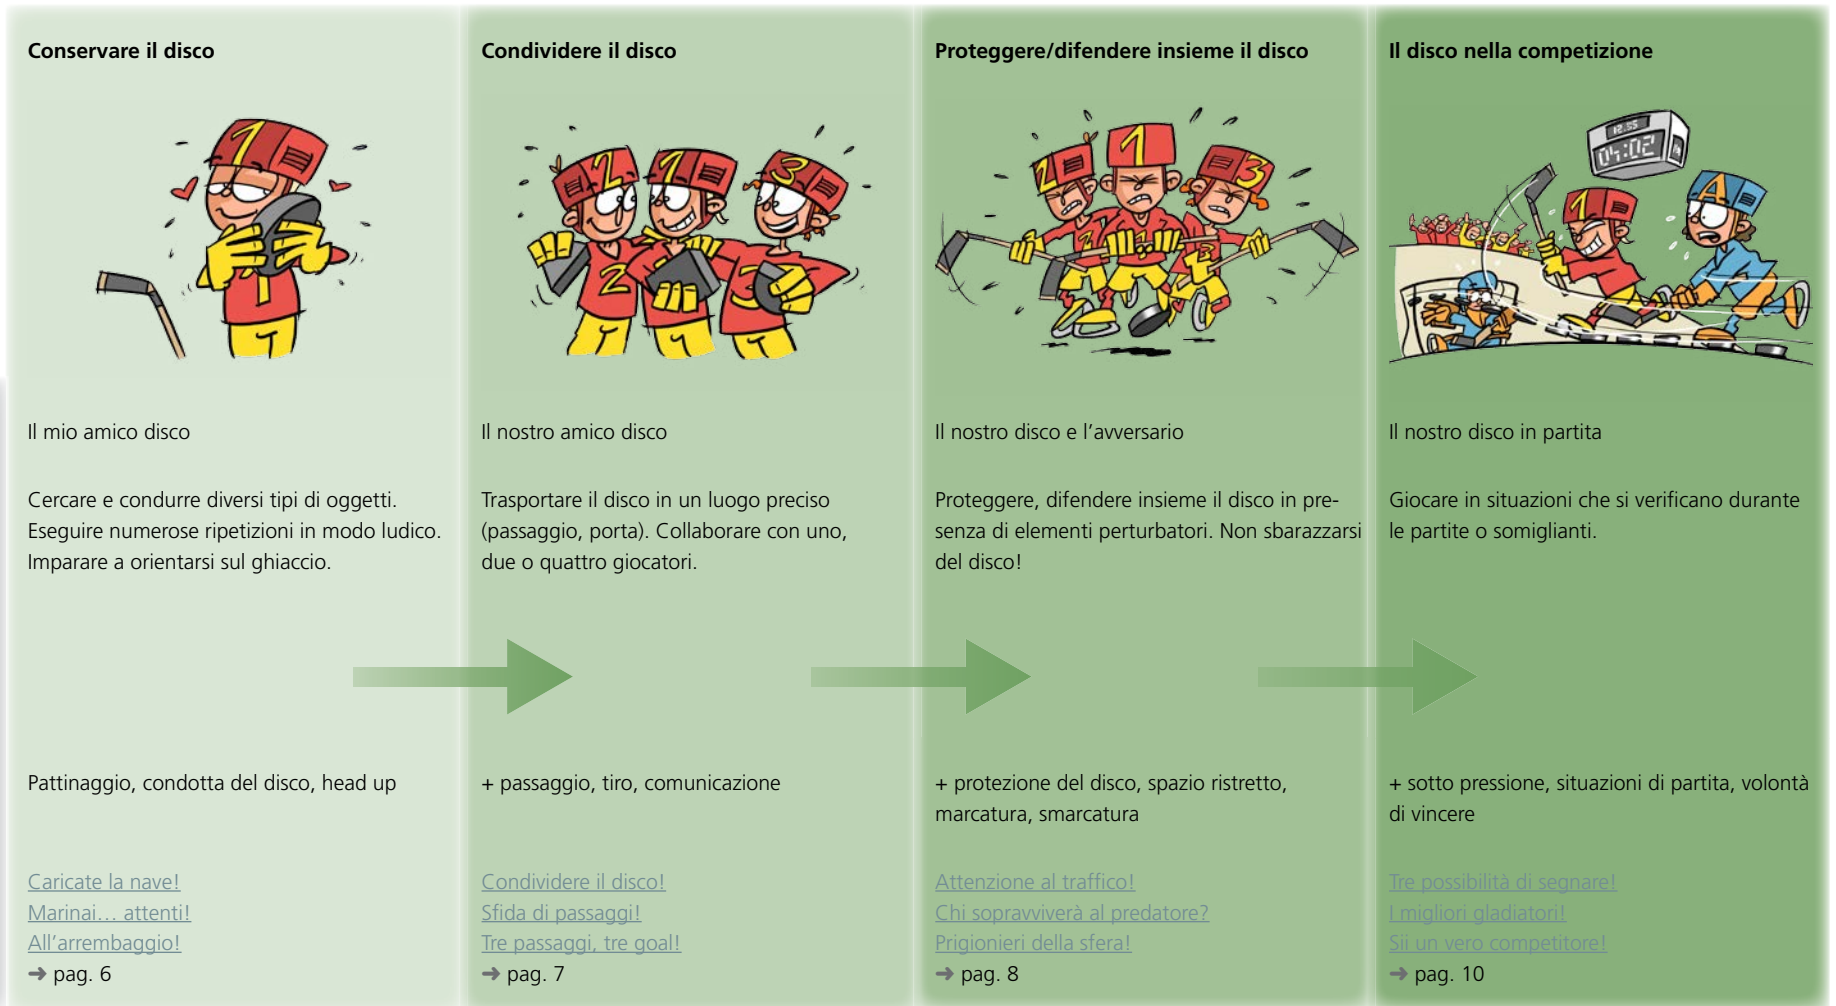 Conservare il disco
Il mio amico disco
Cercare e condurre diversi tipi di oggetti.
Eseguire numerose ripetizioni in modo ludico.
Imparare a orientarsi sul ghiaccio.
Pattinaggio, condotta del disco, head up
Caricate la nave!
Marinai… attenti!
All’arrembaggio!
➜ pag. 6
Condividere il disco
Il nostro amico disco
Trasportare il disco in un luogo preciso
(passaggio, porta). Collaborare con uno,
due o quattro giocatori.
+ passaggio, tiro, comunicazione
Condividere il disco!
Sfida di passaggi!
Tre passaggi, tre goal!
➜ pag. 7
Proteggere/difendere insieme il disco
Il nostro disco e l’avversario
Proteggere, difendere insieme il disco in pre-
senza di elementi perturbatori. Non sbarazzarsi
del disco!
+ protezione del disco, spazio ristretto,
marcatura, smarcatura
Attenzione al traffico!
Chi sopravviverà al predatore?
Prigionieri della sfera!
➜ pag. 8
Il disco nella competizione
12.55
04:02
A
Il nostro disco in partita
Giocare in situazioni che si verificano durante
le partite o somiglianti.
+ sotto pressione, situazioni di partita, volontà
di vincere
Tre possibilità di segnare!
I migliori gladiatori!
Sii un vero competitore!
➜ pag. 10